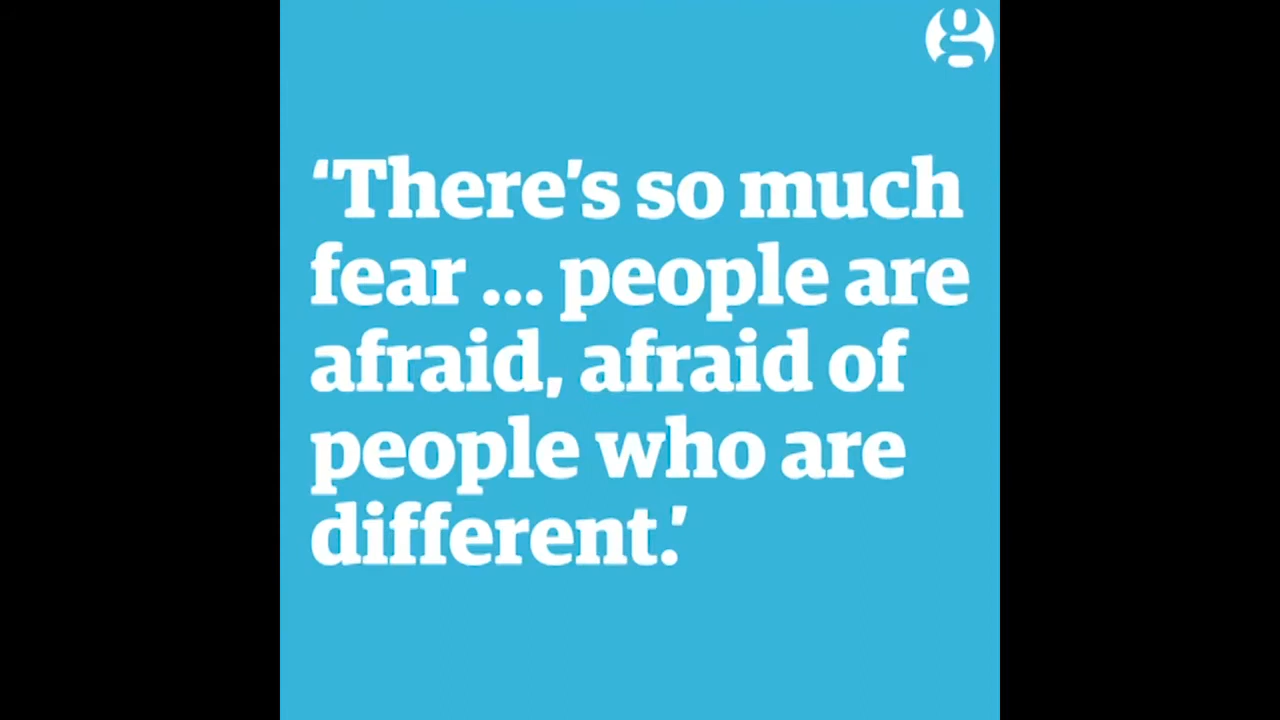 g
‘There’s so much
fear ... people are
afraid, afraid of
people who are
different.’